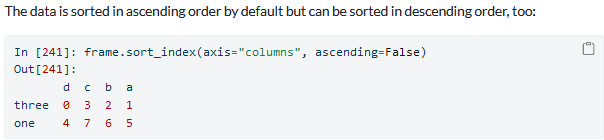 The data is sorted in ascending order by default but can be sorted in descending order, too:
In [241]: frame.sort_index(axis="columns", ascending=False)
Out[241]:
       d  c  b  a
three  0  3  2  1
one    4  7  6  5